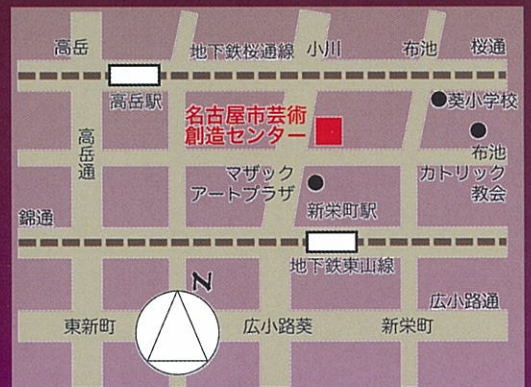 高岳
地下鉄桜通線
小川
布池
桜通
高岳駅
葵小学校
名古屋市芸術
創造センター
高岳通
布池
カトリック
教会
マザック
アートプラザ
新栄町駅
錦通
地下鉄東山線
N
広小路通
東新町
広小路葵
新栄町